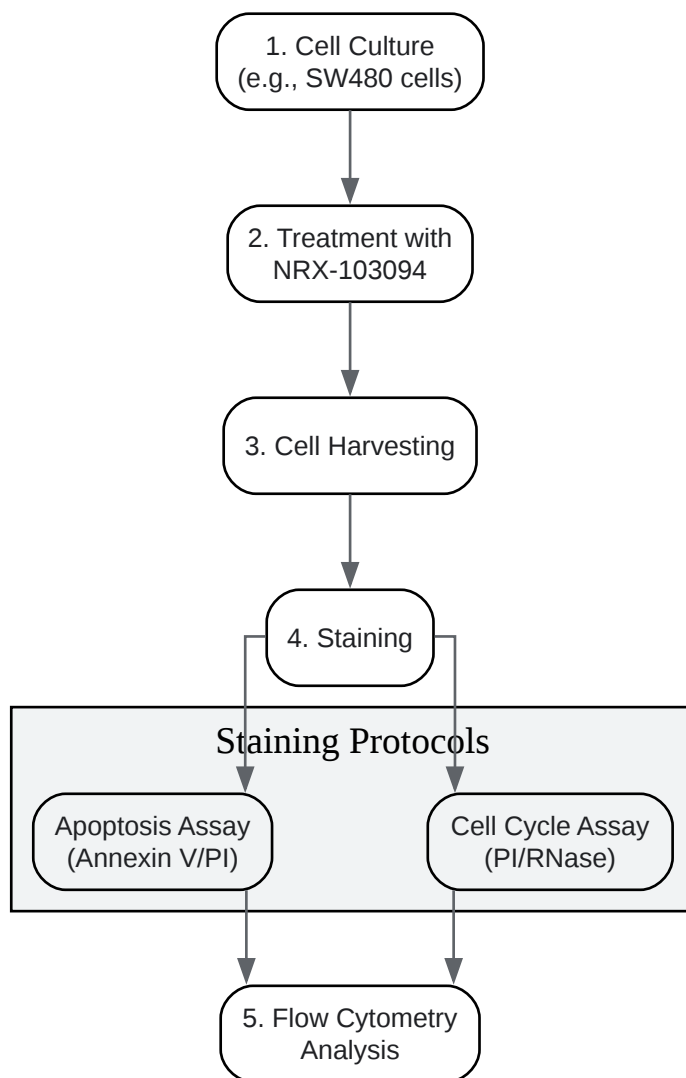 1. Cell Culture
(e.g., SW480 cells)
2. Treatment with
NRX-103094
3. Cell Harvesting
4. Staining
Staining Protocols
Apoptosis Assay
(Annexin V/PI)
Cell Cycle Assay
(PI/RNase)
5. Flow Cytometry
Analysis